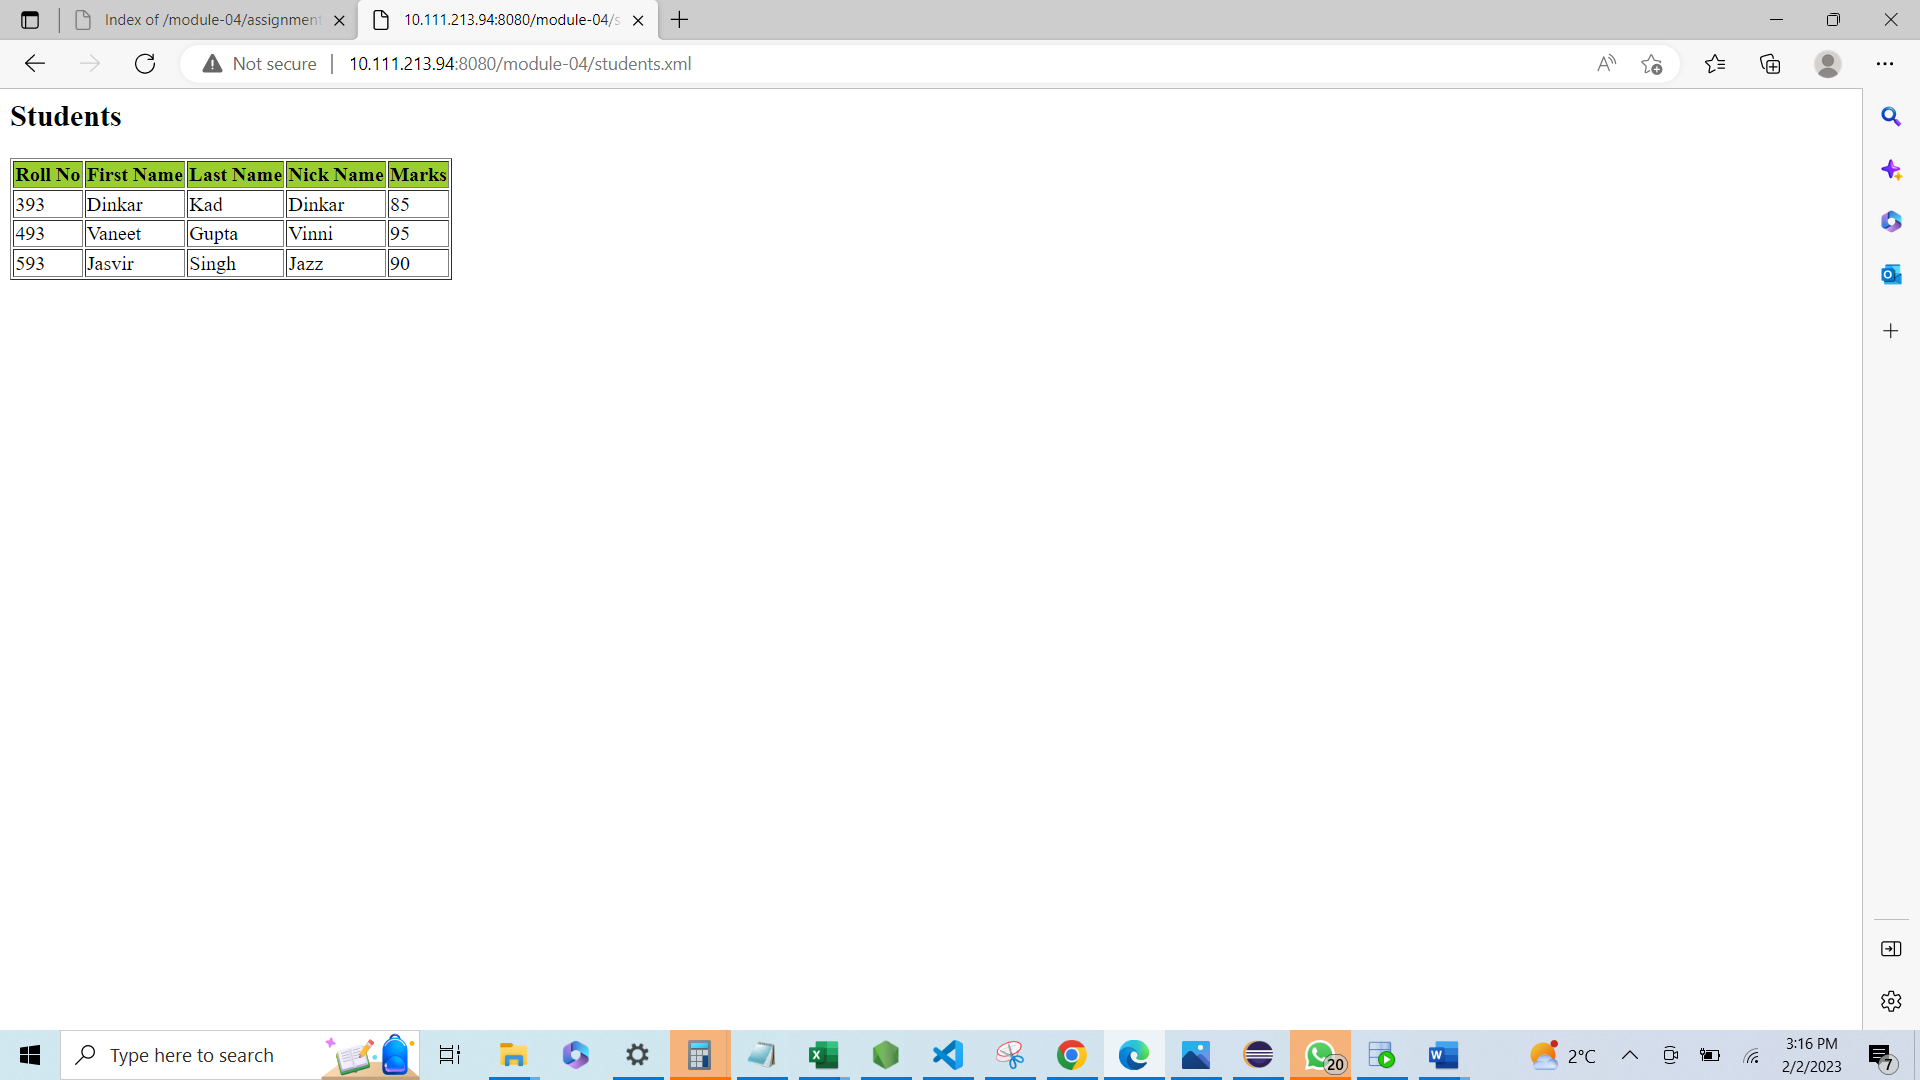 Index of /module-04/assignment
10.111.213.94:8080/module-04/s
Not secure
10.111.213.94:8080/module-04/students.xml
Students
Roll No First Name Last Name Nick Name Marks
393 Dinkar Kad Dinkar 85
493 Vaneet Gupta Vinni 95
593 Jasvir Singh Jazz 90
Type here to search
20
2°C
3:16 PM
2/2/2023
7